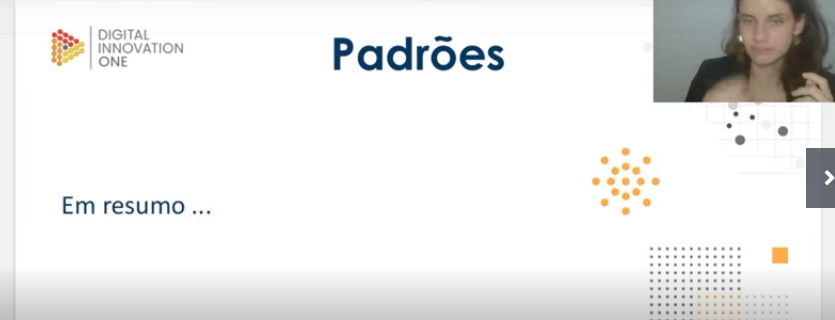 DIGITAL
INNOVATION
ONE
Padrões
Em resumo ...